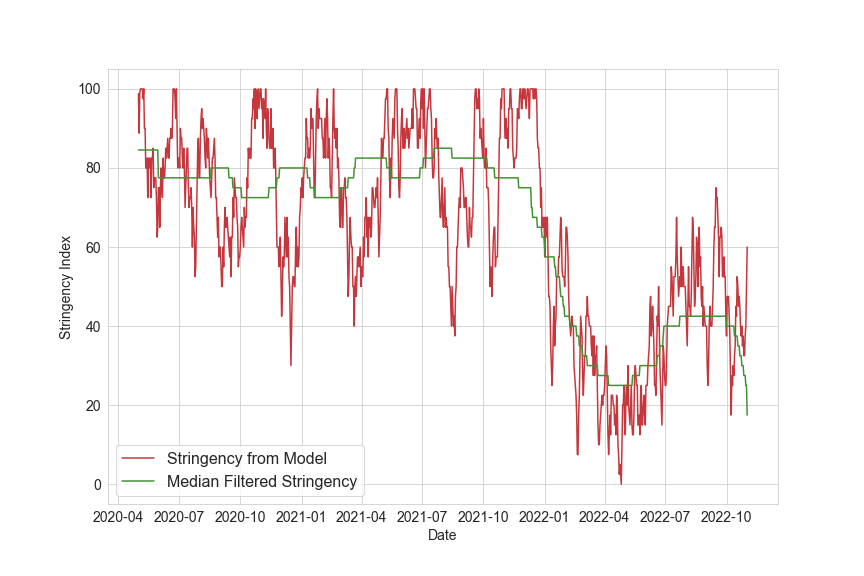 100
80
60
40
20
0
Stringency Index
Stringency from Model
Median Filtered Stringency
2020-04 2020-07 2020-10 2021-01 2021-04 2021-07 2021-10 2022-01 2022-04 2022-07 2022-10
Date